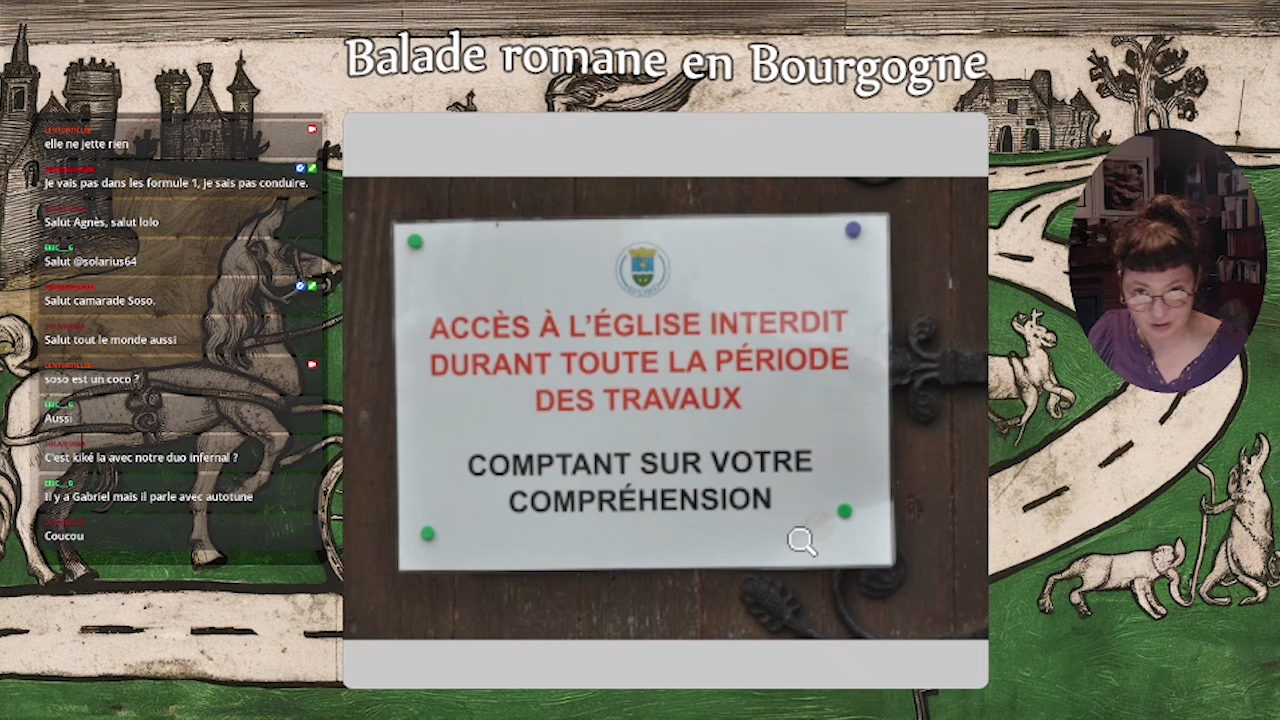 Balade romane en Bourgogne
elle ne jette rien
Je vais pas dans les formule 1, je sais pas conduire.
Salut Agnès, salut lolo
ERIC__G
Salut @solarius64
Salut camarade Soso.
Salut tout le monde aussi
soso est un coco ?
ERIC__G
Aussi
C'est kiké la avec notre duo infernal ?
ERIC__G
Il y a Gabriel mais il parle avec autotune
Coucou
ACCÈS À L'ÉGLISE INTERDIT
DURANT TOUTE LA PÉRIODE
DES TRAVAUX
COMPTANT SUR VOTRE
COMPRÉHENSION